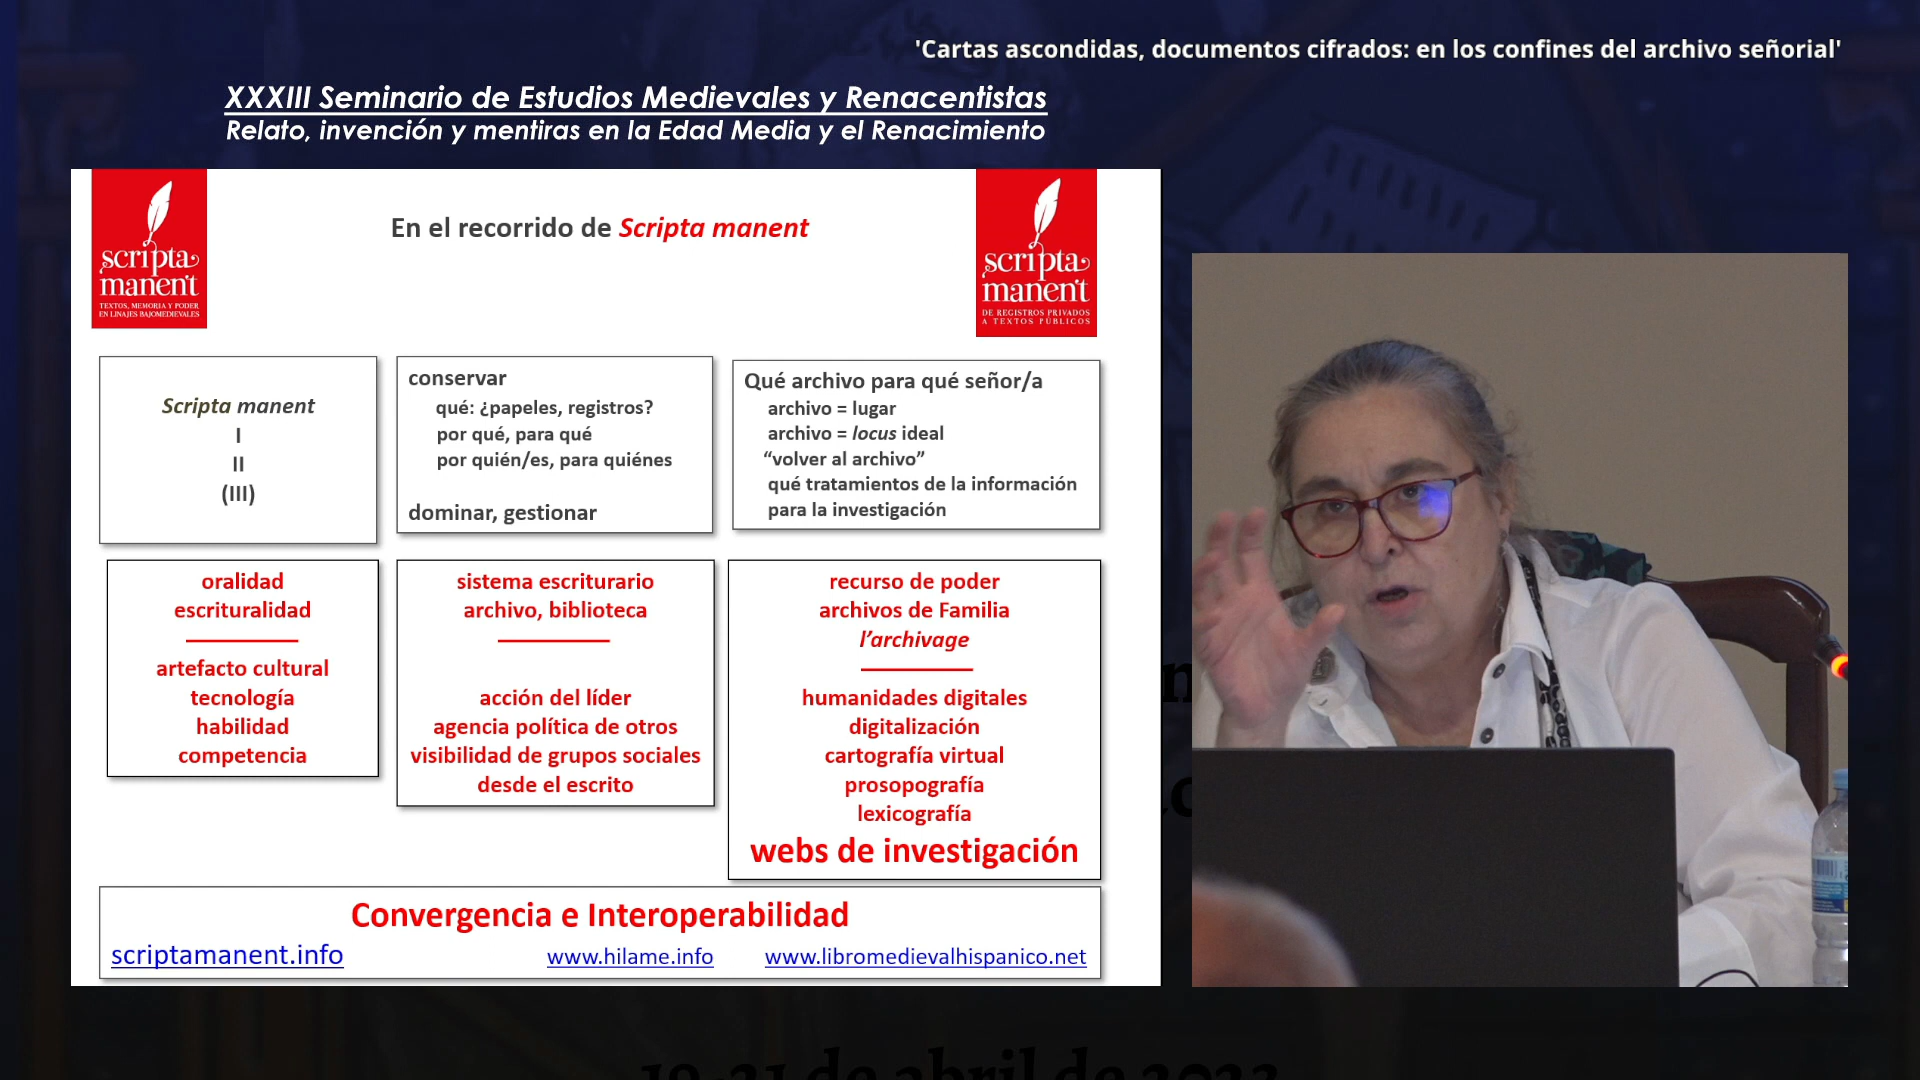 'Cartas ascondidas, documentos cifrados: en los confines del archivo señorial'
XXXIII Seminario de Estudios Medievales y Renacentistas
Relato, invención y mentiras en la Edad Media y el Renacimiento
scripta
manent
TEXTOS, MEMORIA Y PODER
EN LINAJES BAJOMEDIEVALES
En el recorrido de Scripta manent
scripta
manent
DE REGISTROS PRIVADOS
A TEXTOS PÚBLICOS
Scripta manent
I
II
(III)
conservar
qué: ¿papeles, registros?
por qué, para qué
por quién/es, para quiénes
dominar, gestionar
Qué archivo para qué señor/a
archivo = lugar
archivo = locus ideal
“volver al archivo”
qué tratamientos de la información
para la investigación
oralidad
escrituralidad
artefacto cultural
tecnología
habilidad
competencia
sistema escriturario
archivo, biblioteca
acción del líder
agencia política de otros
visibilidad de grupos sociales
desde el escrito
recurso de poder
archivos de Familia
l’archivage
humanidades digitales
digitalización
cartografía virtual
prosopografía
lexicografía
webs de investigación
Convergencia e Interoperabilidad
scriptamanent.info www.hilame.info www.libromedievalhispanico.net
19-21 de abril de 2023